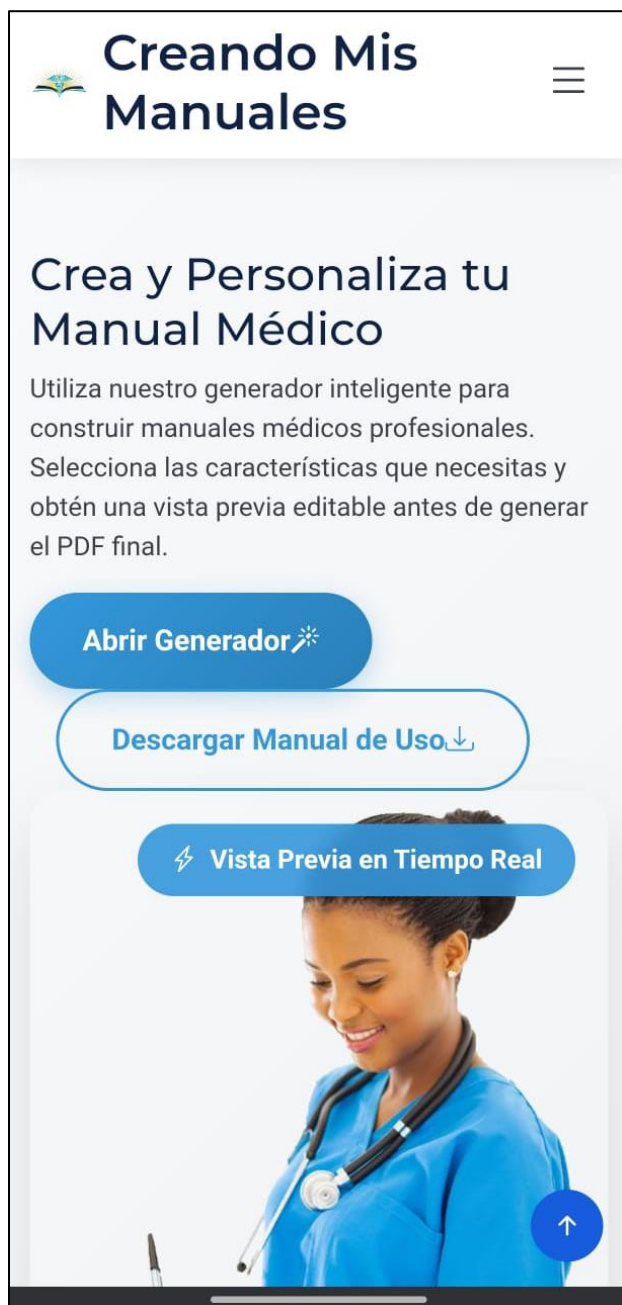 Creando Mis
Manuales
Crea y Personaliza tu
Manual Médico
Utiliza nuestro generador inteligente para
construir manuales médicos profesionales.
Selecciona las características que necesitas y
obtén una vista previa editable antes de generar
el PDF final.
Abrir Generador
Descargar Manual de Uso
Vista Previa en Tiempo Real